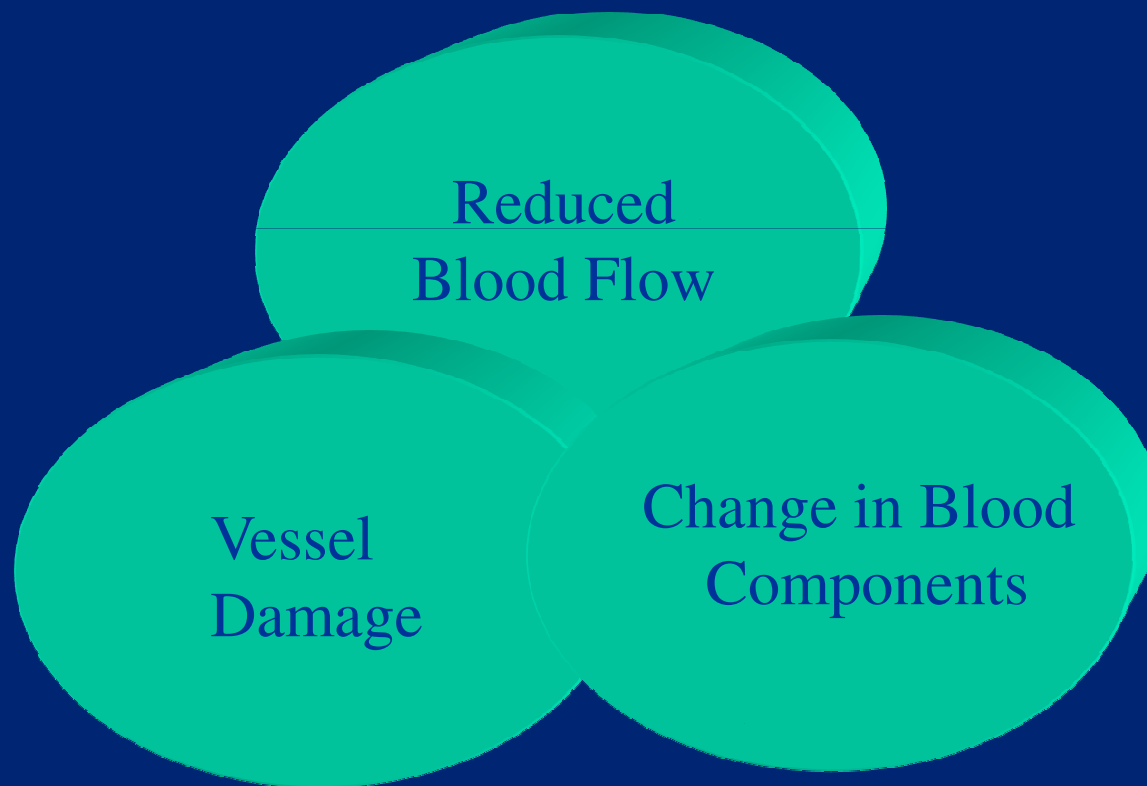 Reduced
Blood Flow
Vessel
Damage
Change in Blood
Components